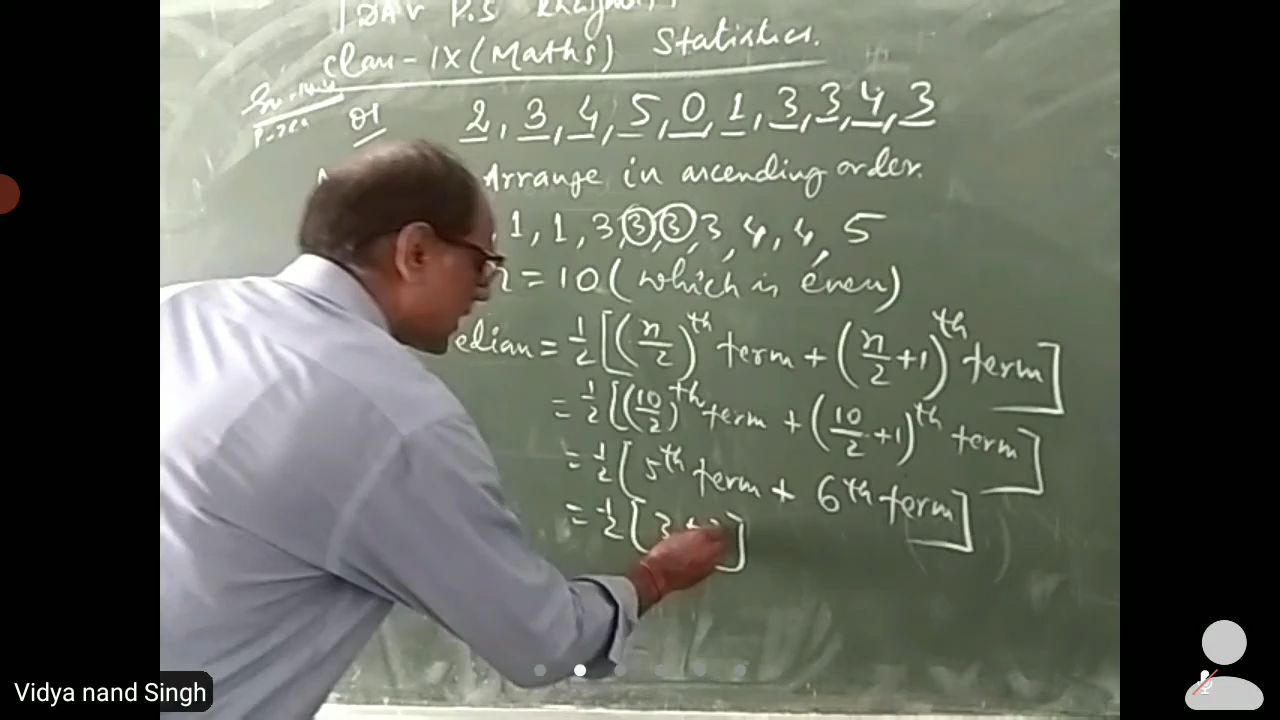 DAV P.S
Class - IX (Maths) Statistics.
Q1 2, 3, 4, 5, 0, 1, 3, 3, 4, 3
Arrange in ascending order.
1, 1, 3, 3, 3, 3, 4, 4, 5
n = 10 (which is even)
edian = 1/2 [(n/2)th term + (n/2 + 1)th term]
= 1/2 [(10/2)th term + (10/2 + 1)th term]
= 1/2 [5th term + 6th term]
= 1/2 [3 + ]
Vidya nand Singh